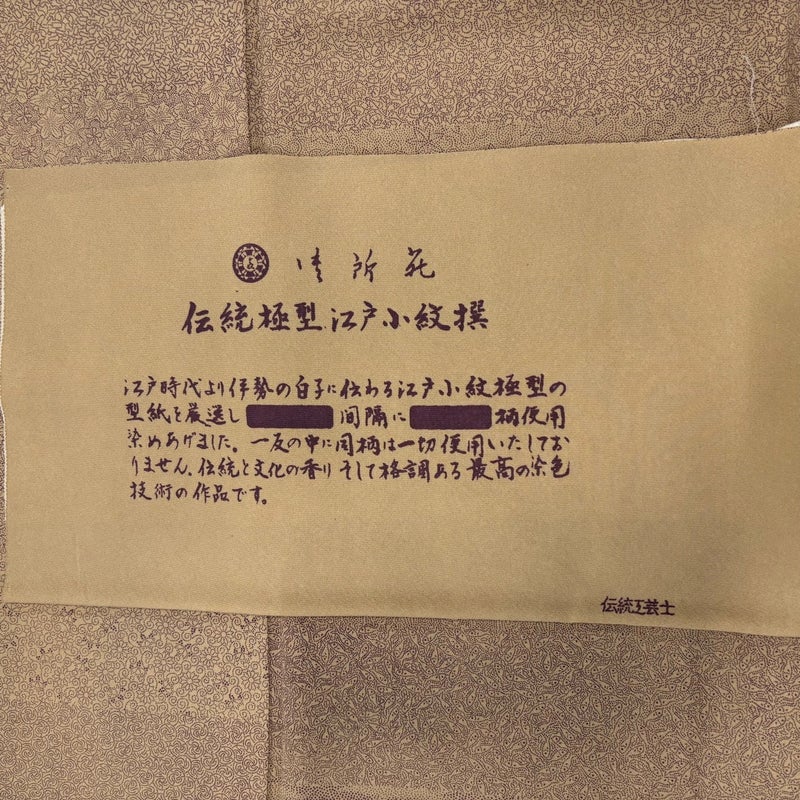 伝統極型江戸小紋撰
江戸時代より伊勢の白子に伝わる江戸小紋極型の
型紙を厳選し 間隔に 柄使用
染めあげました。一反の中に同柄は一切使用いたしてお
りません、伝統と文化の香りそして格調ある最高の染色
技術の作品です。
伝統工芸士